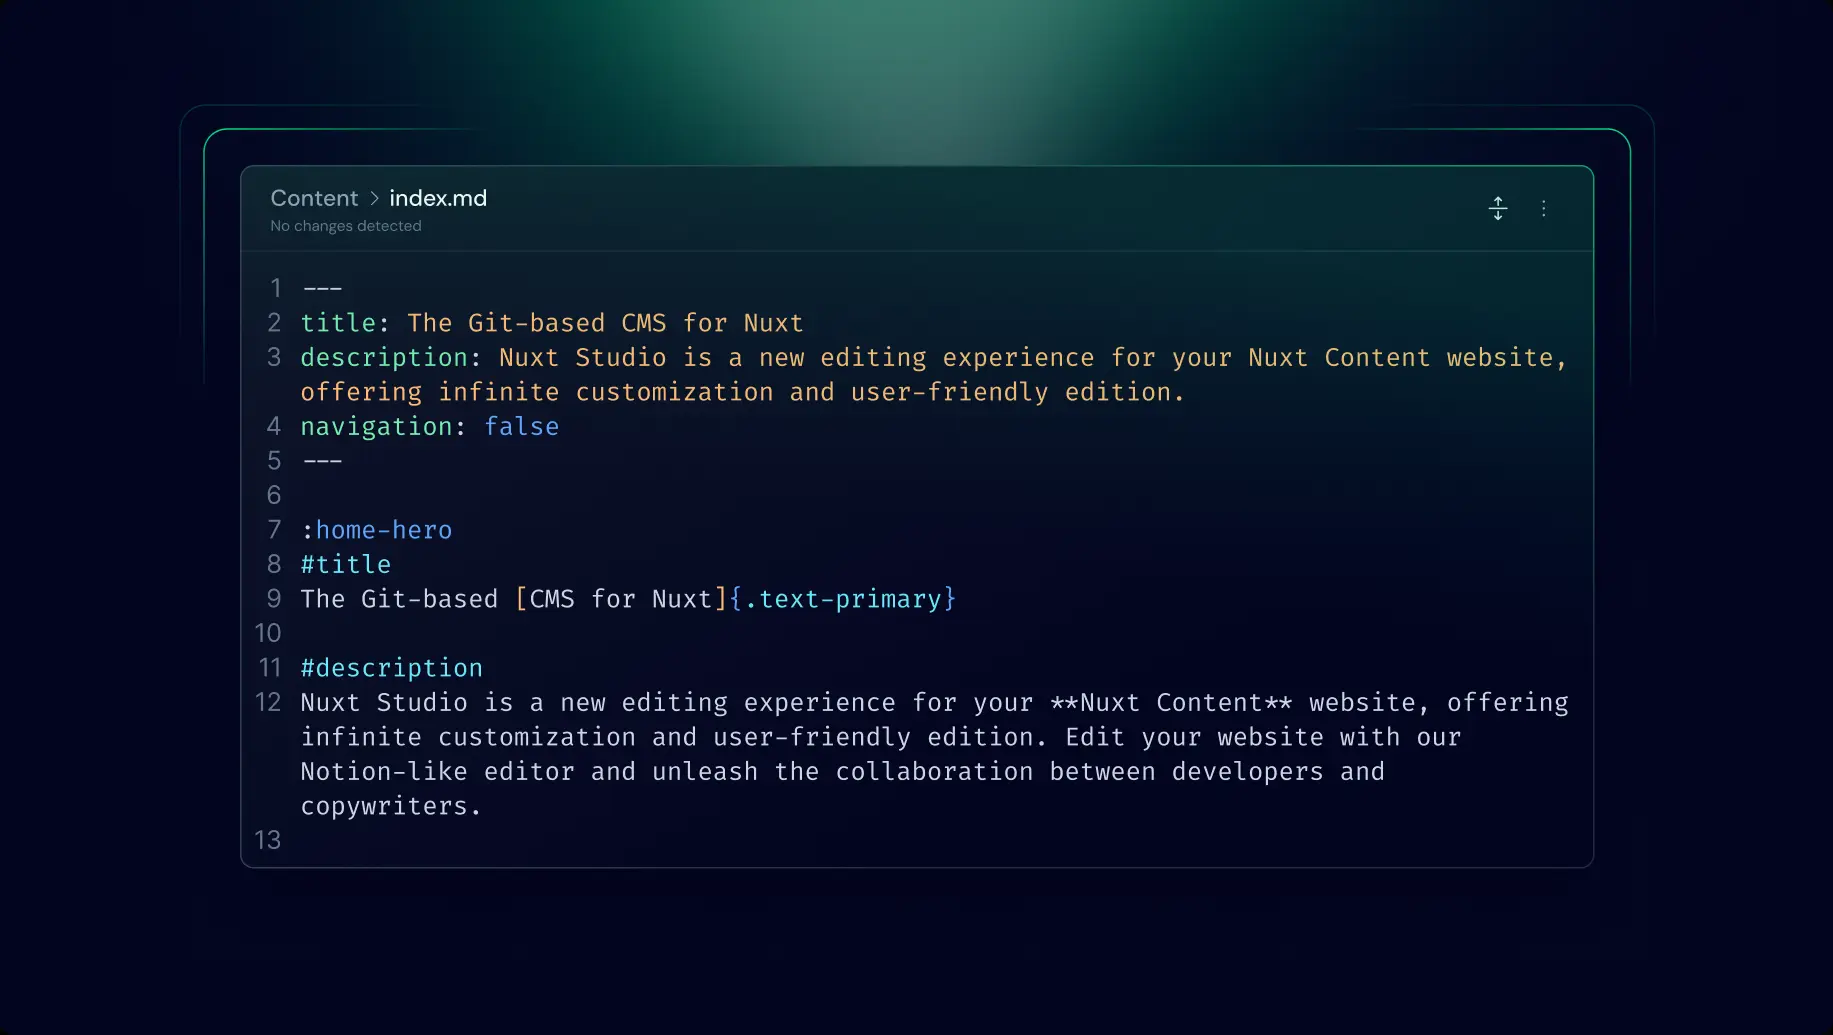 Content > index.md
No changes detected
1 ---
2 title: The Git-based CMS for Nuxt
3 description: Nuxt Studio is a new editing experience for your Nuxt Content website,
offering infinite customization and user-friendly edition.
4 navigation: false
5 ---
6
7 :home-hero
8 #title
9 The Git-based [CMS for Nuxt]{.text-primary}
10
11 #description
12 Nuxt Studio is a new editing experience for your **Nuxt Content** website, offering
infinite customization and user-friendly edition. Edit your website with our
Notion-like editor and unleash the collaboration between developers and
copywriters.
13